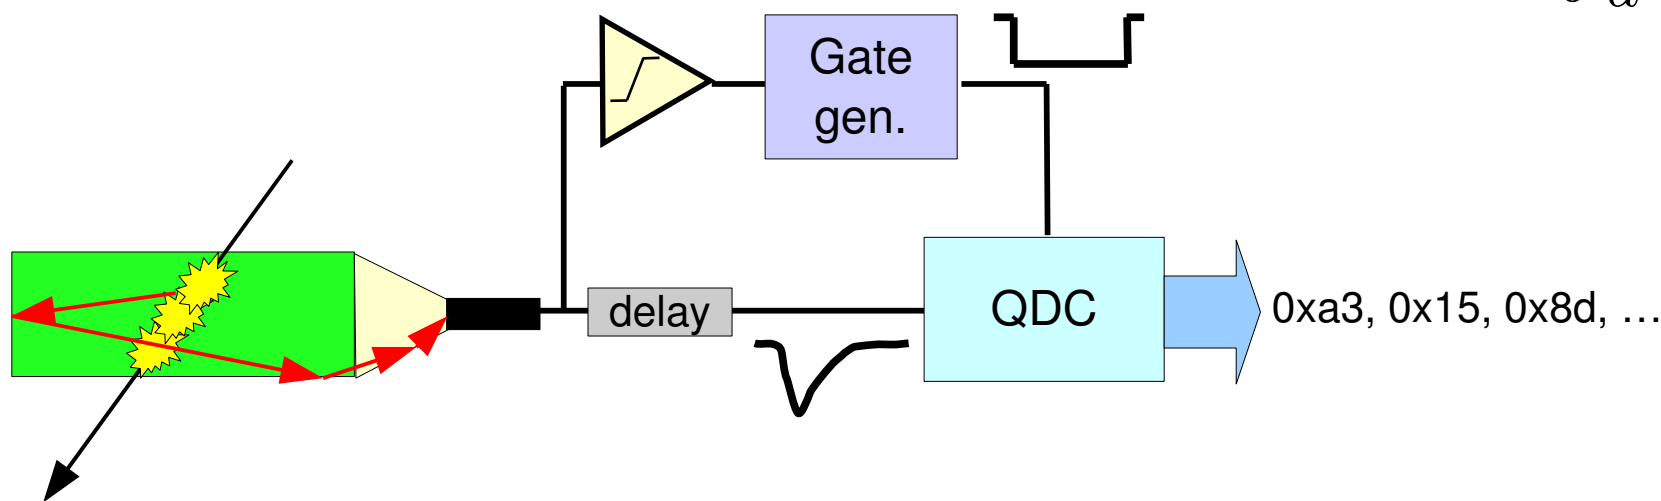 Gate
gen.
delay
QDC
0xa3, 0x15, 0x8d, …